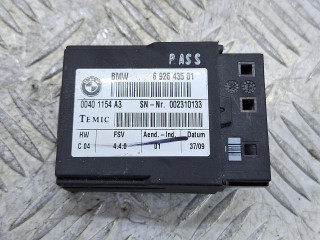 PASS
BMW 6 926 435 01
0040 1154 A3 SN-Nr. 002310133
TEMIC
HW FSV Aend.-Ind. Datum
C 04 4.4.0 01 37/09